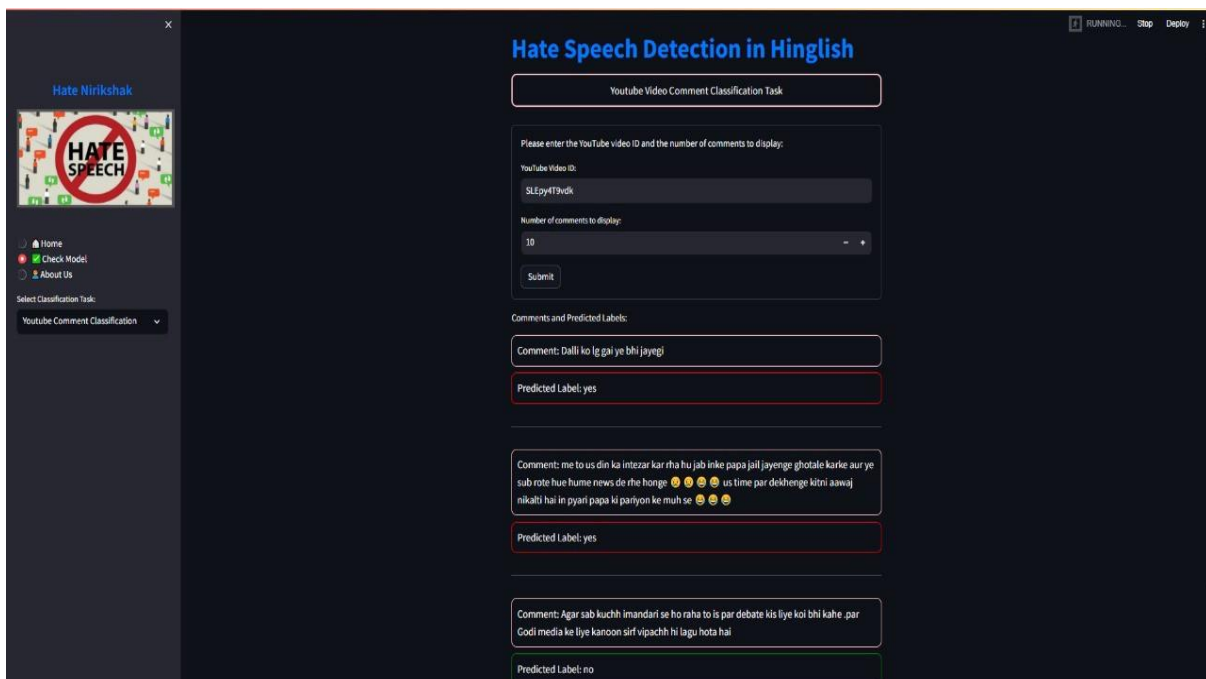 ×
RUNNING...
Stop
Deploy
Hate Nirikshak
HATE
SPEECH
🏠 Home
✅ Check Model
About Us
Select Classification Task:
Youtube Comment Classification
Hate Speech Detection in Hinglish
Youtube Video Comment Classification Task
Please enter the YouTube video ID and the number of comments to display:
YouTube Video ID:
SLEpy4T9vdk
Number of comments to display:
10
− +
Submit
Comments and Predicted Labels:
Comment: Dalli ko lg gai ye bhi jayegi
Predicted Label: yes
Comment: me to us din ka intezar kar rha hu jab inke papa jail jayenge ghotale karke aur ye
sub rote hue hume news de rhe honge 😢 😢 😂 😂 us time par dekhenge kitni aawaj
nikalti hai in pyari papa ki pariyon ke muh se 😂 😂 😂
Predicted Label: yes
Comment: Agar sab kuchh imandari se ho raha to is par debate kis liye koi bhi kahe .par
Godi media ke liye kanoon sirf vipachh hi lagu hota hai
Predicted Label: no